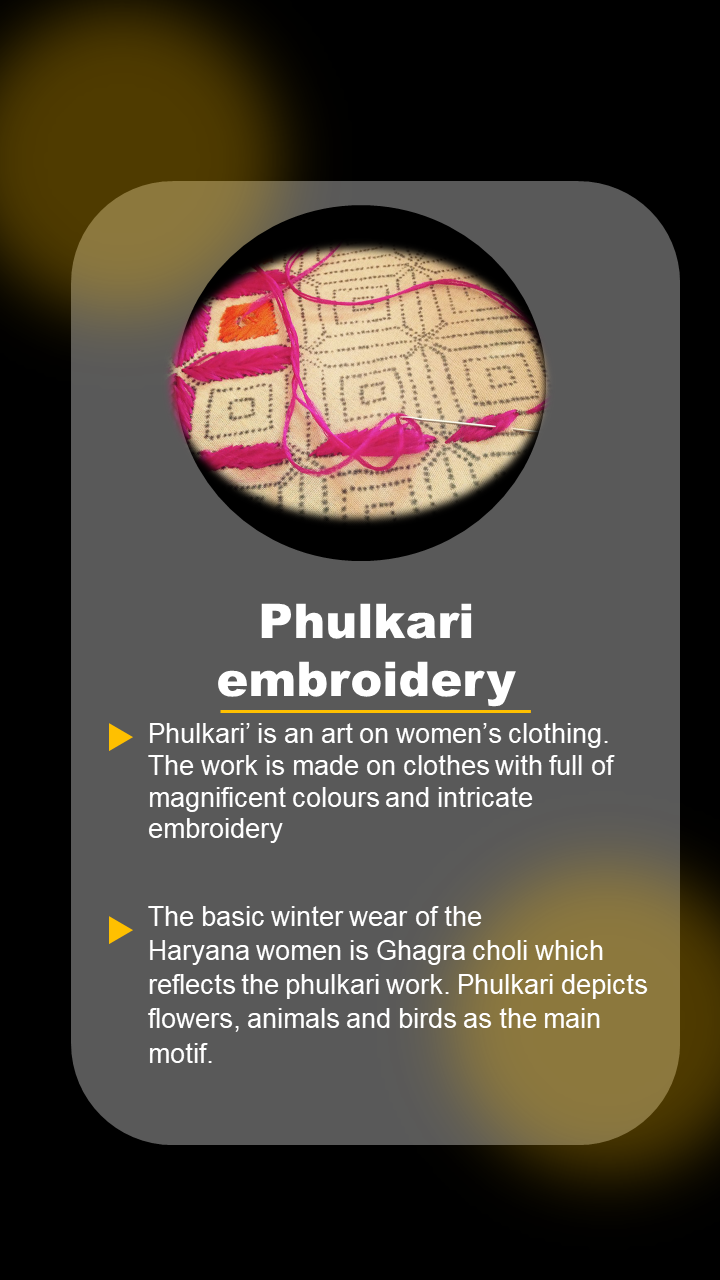 Phulkari
embroidery
Phulkari’ is an art on women’s clothing.
The work is made on clothes with full of
magnificent colours and intricate
embroidery
The basic winter wear of the
Haryana women is Ghagra choli which
reflects the phulkari work. Phulkari depicts
flowers, animals and birds as the main
motif.